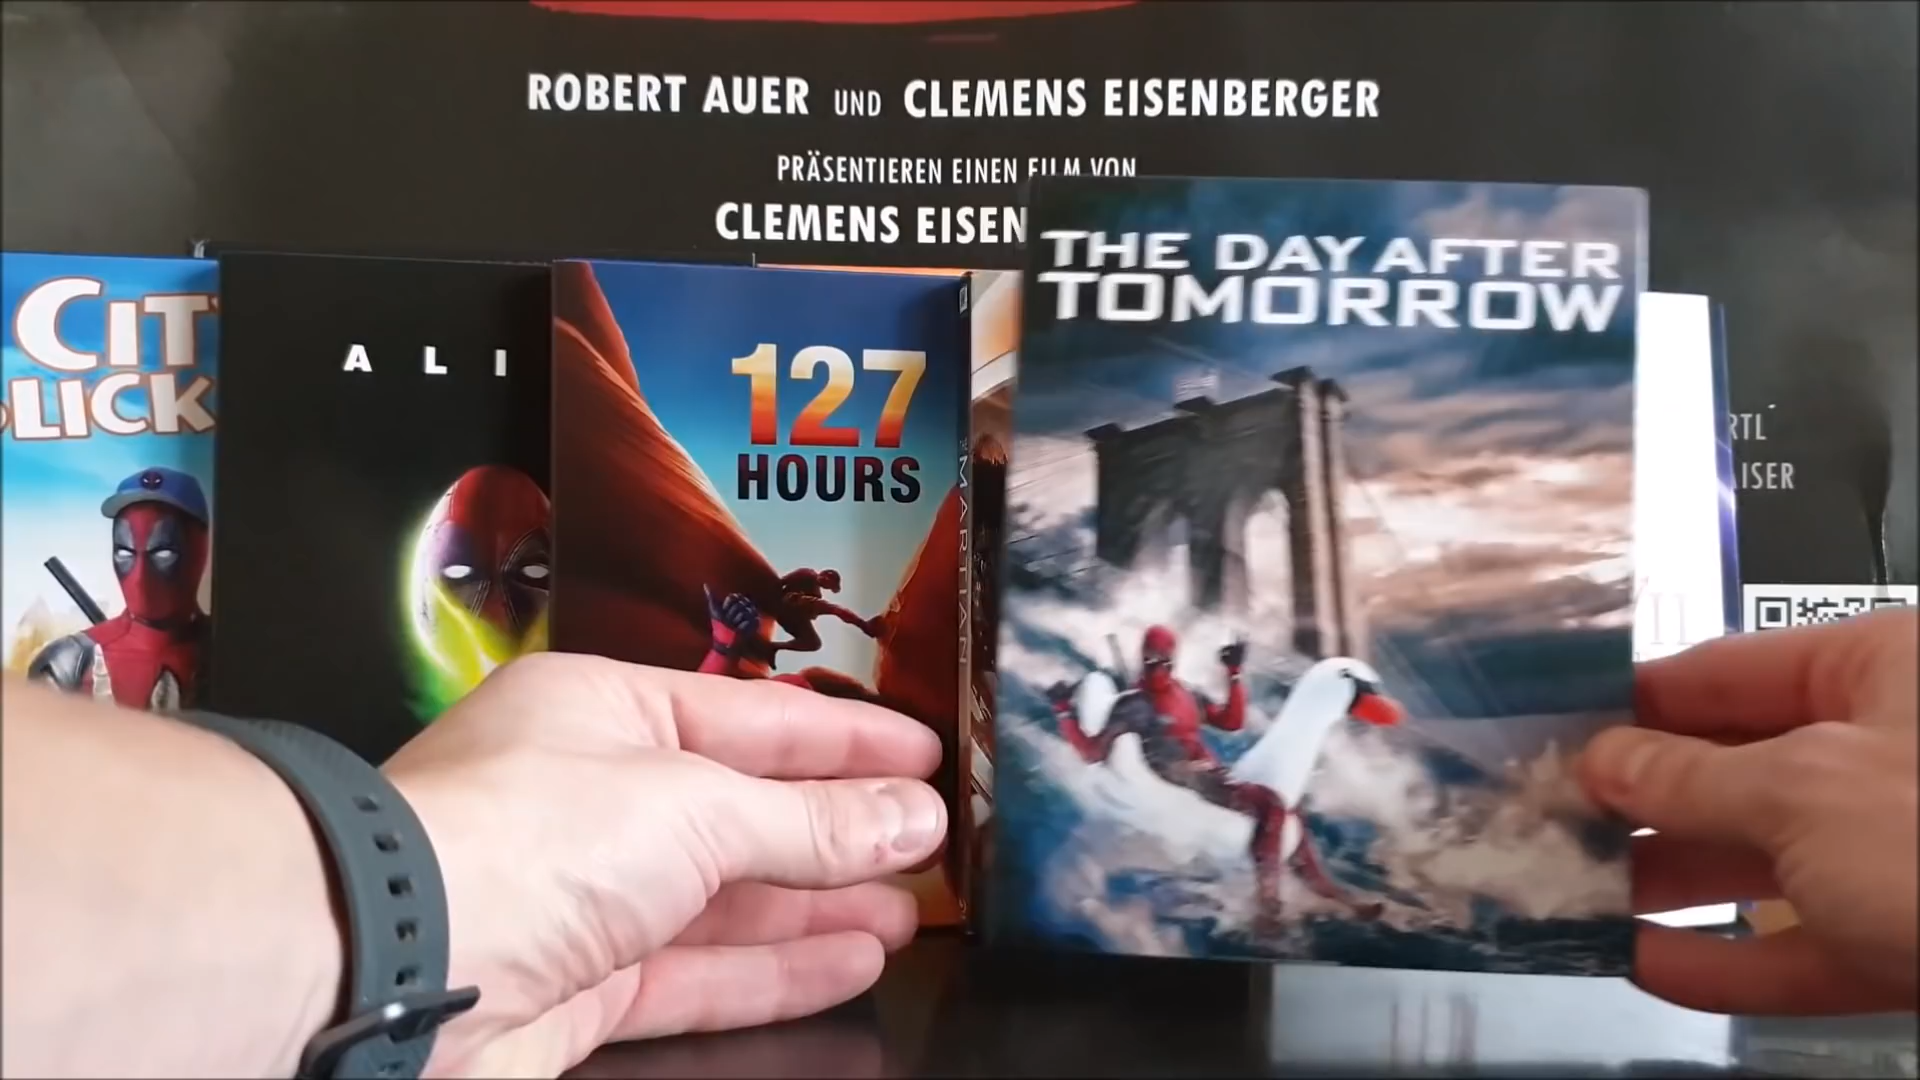 ROBERT AUER UND CLEMENS EISENBERGER
PRÄSENTIEREN EINEN FILM VON
CLEMENS EISEN
CIT
LICK
A L I
127
HOURS
MARTIAN
THE DAY AFTER
TOMORROW
RTL
ISER